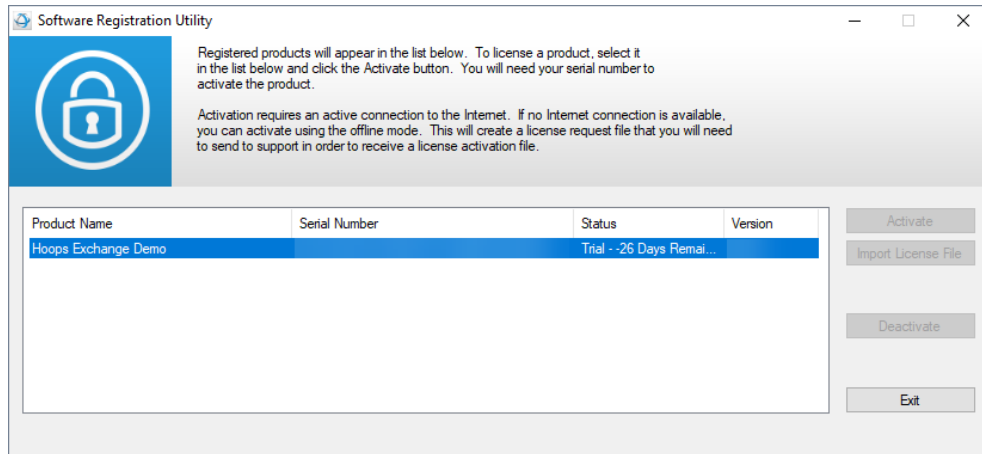 Software Registration Utility
Registered products will appear in the list below. To license a product, select it
in the list below and click the Activate button. You will need your serial number to
activate the product.
Activation requires an active connection to the Internet. If no Internet connection is available,
you can activate using the offline mode. This will create a license request file that you will need
to send to support in order to receive a license activation file.
Product Name Serial Number Status Version
Hoops Exchange Demo Trial - -26 Days Remai...
Activate
Import License File
Deactivate
Exit